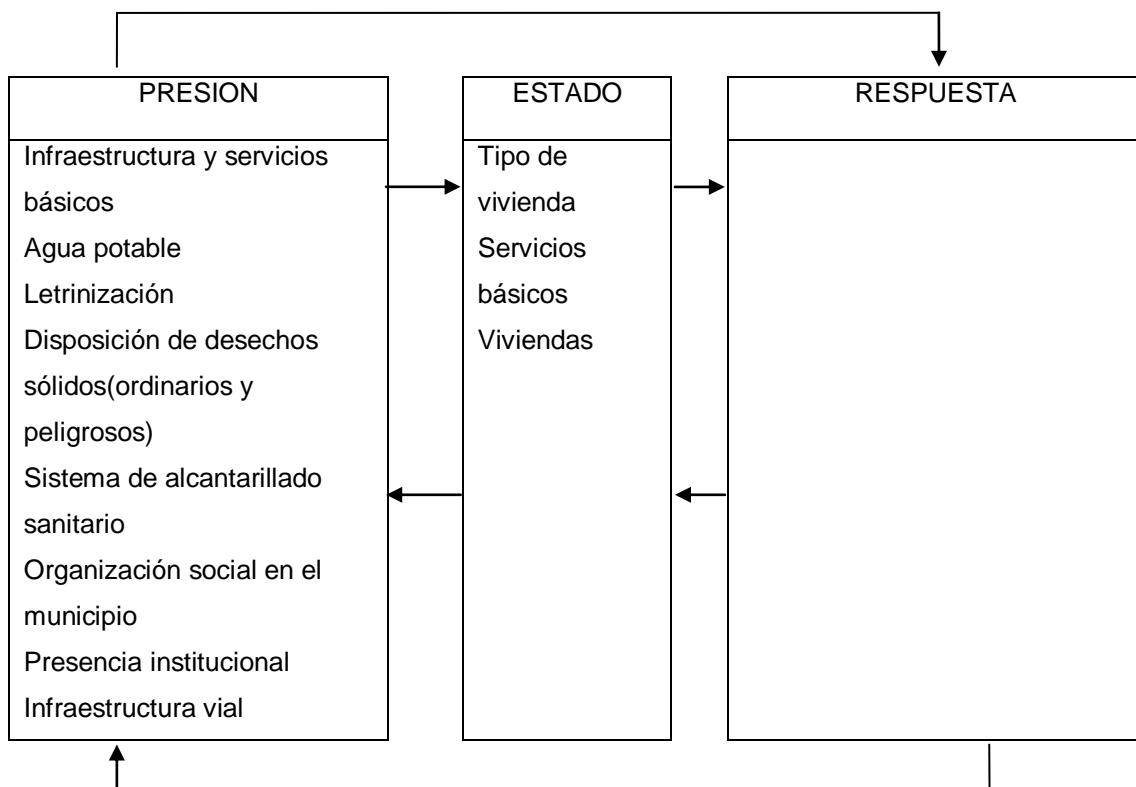 PRESION
Infraestructura y servicios
básicos
Agua potable
Letrinización
Disposición de desechos
sólidos(ordinarios y
peligrosos)
Sistema de alcantarillado
sanitario
Organización social en el
municipio
Presencia institucional
Infraestructura vial
ESTADO
Tipo de
vivienda
Servicios
básicos
Viviendas
RESPUESTA